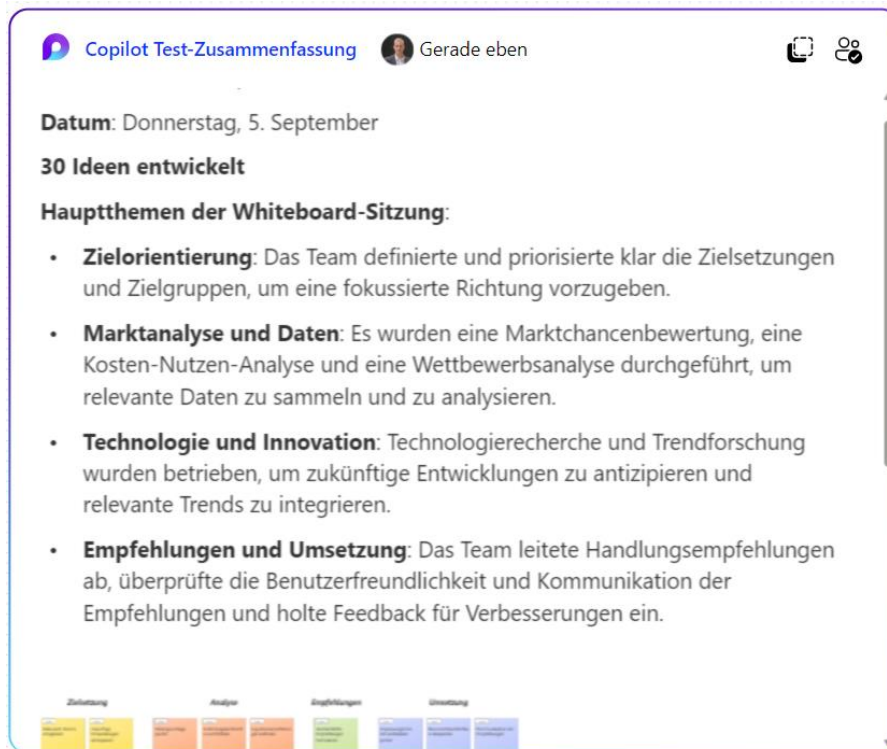 Copilot Test-Zusammenfassung Gerade eben
Datum: Donnerstag, 5. September
30 Ideen entwickelt
Hauptthemen der Whiteboard-Sitzung:
• Zielorientierung: Das Team definierte und priorisierte klar die Zielsetzungen
und Zielgruppen, um eine fokussierte Richtung vorzugeben.
• Marktanalyse und Daten: Es wurden eine Marktchancenbewertung, eine
Kosten-Nutzen-Analyse und eine Wettbewerbsanalyse durchgeführt, um
relevante Daten zu sammeln und zu analysieren.
• Technologie und Innovation: Technologierecherche und Trendforschung
wurden betrieben, um zukünftige Entwicklungen zu antizipieren und
relevante Trends zu integrieren.
• Empfehlungen und Umsetzung: Das Team leitete Handlungsempfehlungen
ab, überprüfte die Benutzerfreundlichkeit und Kommunikation der
Empfehlungen und holte Feedback für Verbesserungen ein.
Zielsetzung Analyse Empfehlungen Umsetzung